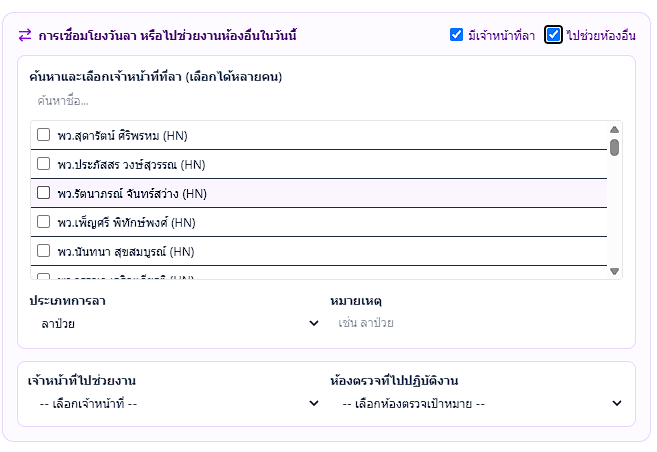 การเชื่อมโยงวันลา หรือไปช่วยงานห้องอื่นในวันนี้
มีเจ้าหน้าที่ลา
ไปช่วยห้องอื่น
ค้นหาและเลือกเจ้าหน้าที่ที่ลา (เลือกได้หลายคน)
ค้นหาชื่อ...
พว.สุดารัตน์ ศิริพรหม (HN)
พว.ประภัสสร วงษ์สุวรรณ (HN)
พว.รัตนาภรณ์ จันทร์สว่าง (HN)
พว.เพ็ญศรี พิทักษ์พงศ์ (HN)
พว.นันทนา สุขสมบูรณ์ (HN)
ประเภทการลา
หมายเหตุ
ลาป่วย
เช่น ลาป่วย
เจ้าหน้าที่ไปช่วยงาน
ห้องตรวจที่ไปปฏิบัติงาน
-- เลือกเจ้าหน้าที่ --
-- เลือกห้องตรวจเป้าหมาย --